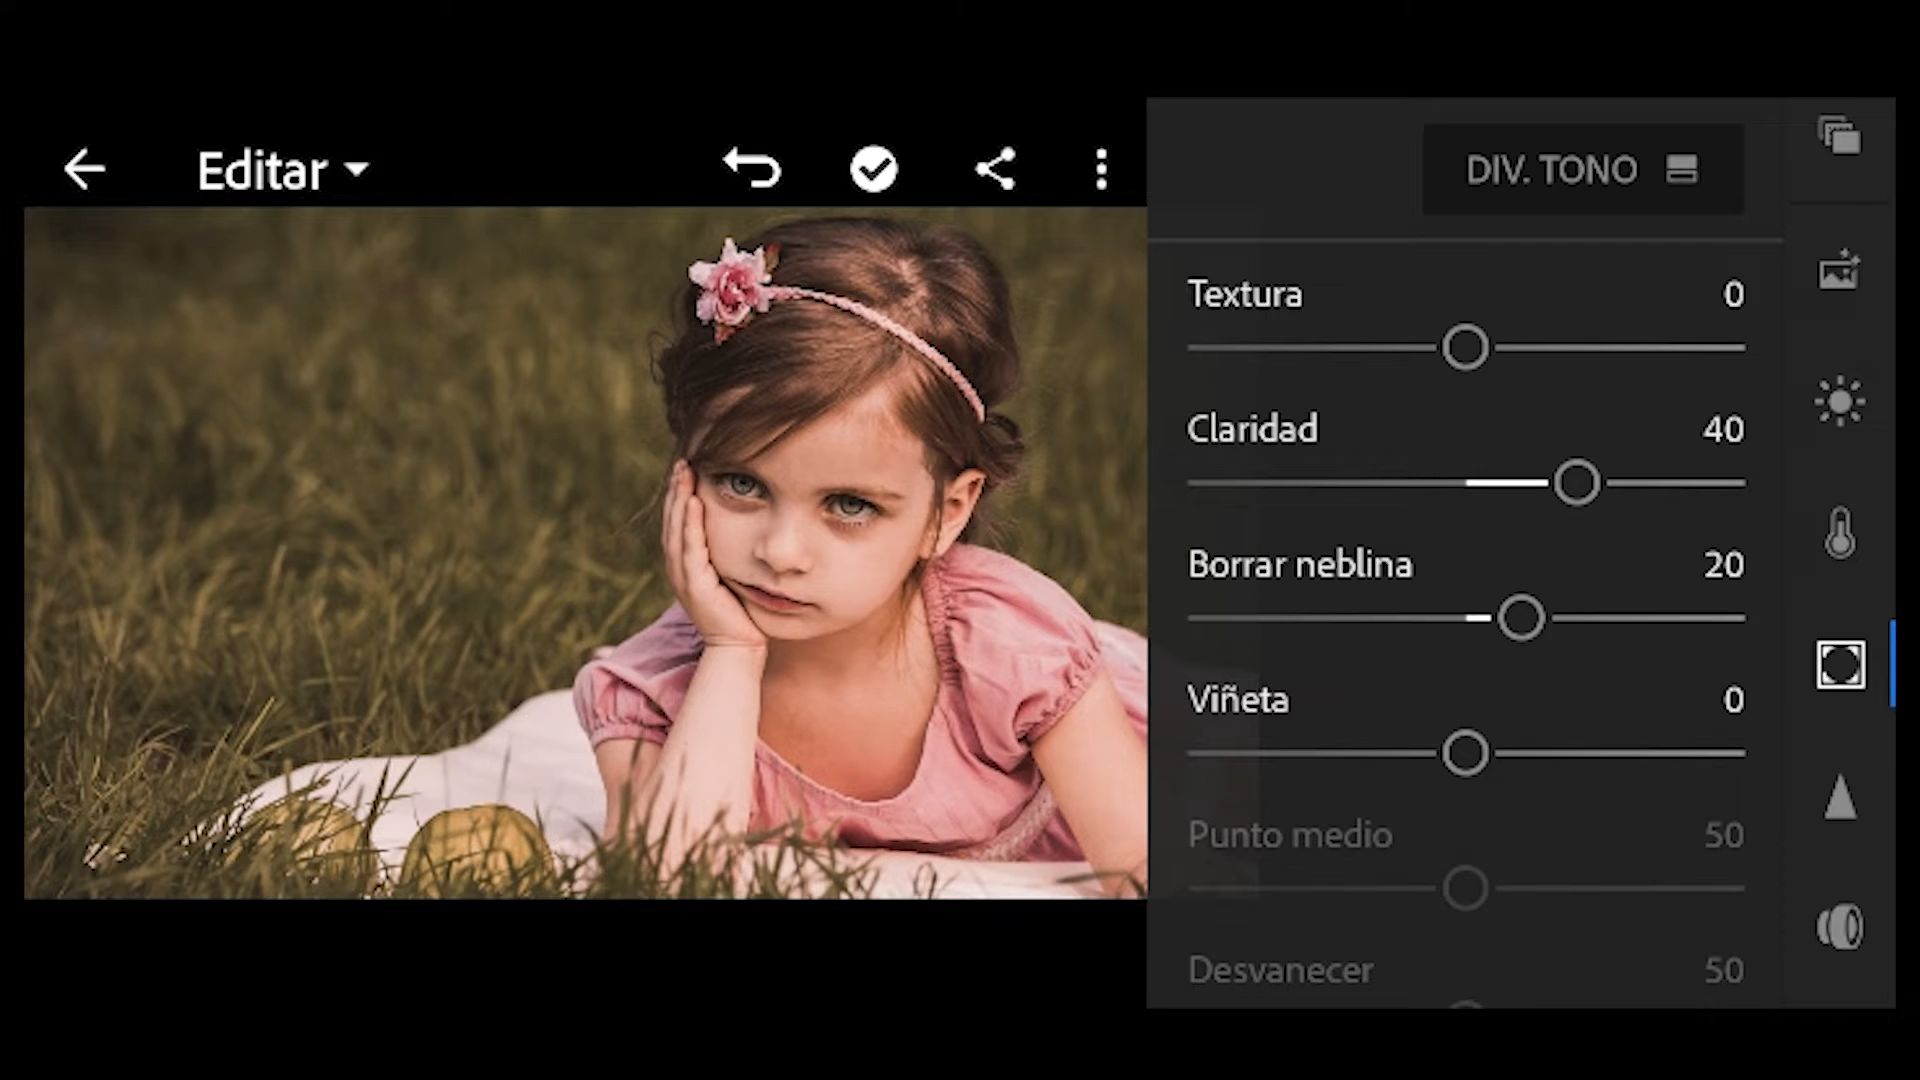 Editar
DIV. TONO
Textura 0
Claridad 40
Borrar neblina 20
Viñeta 0
Punto medio 50
Desvanecer 50